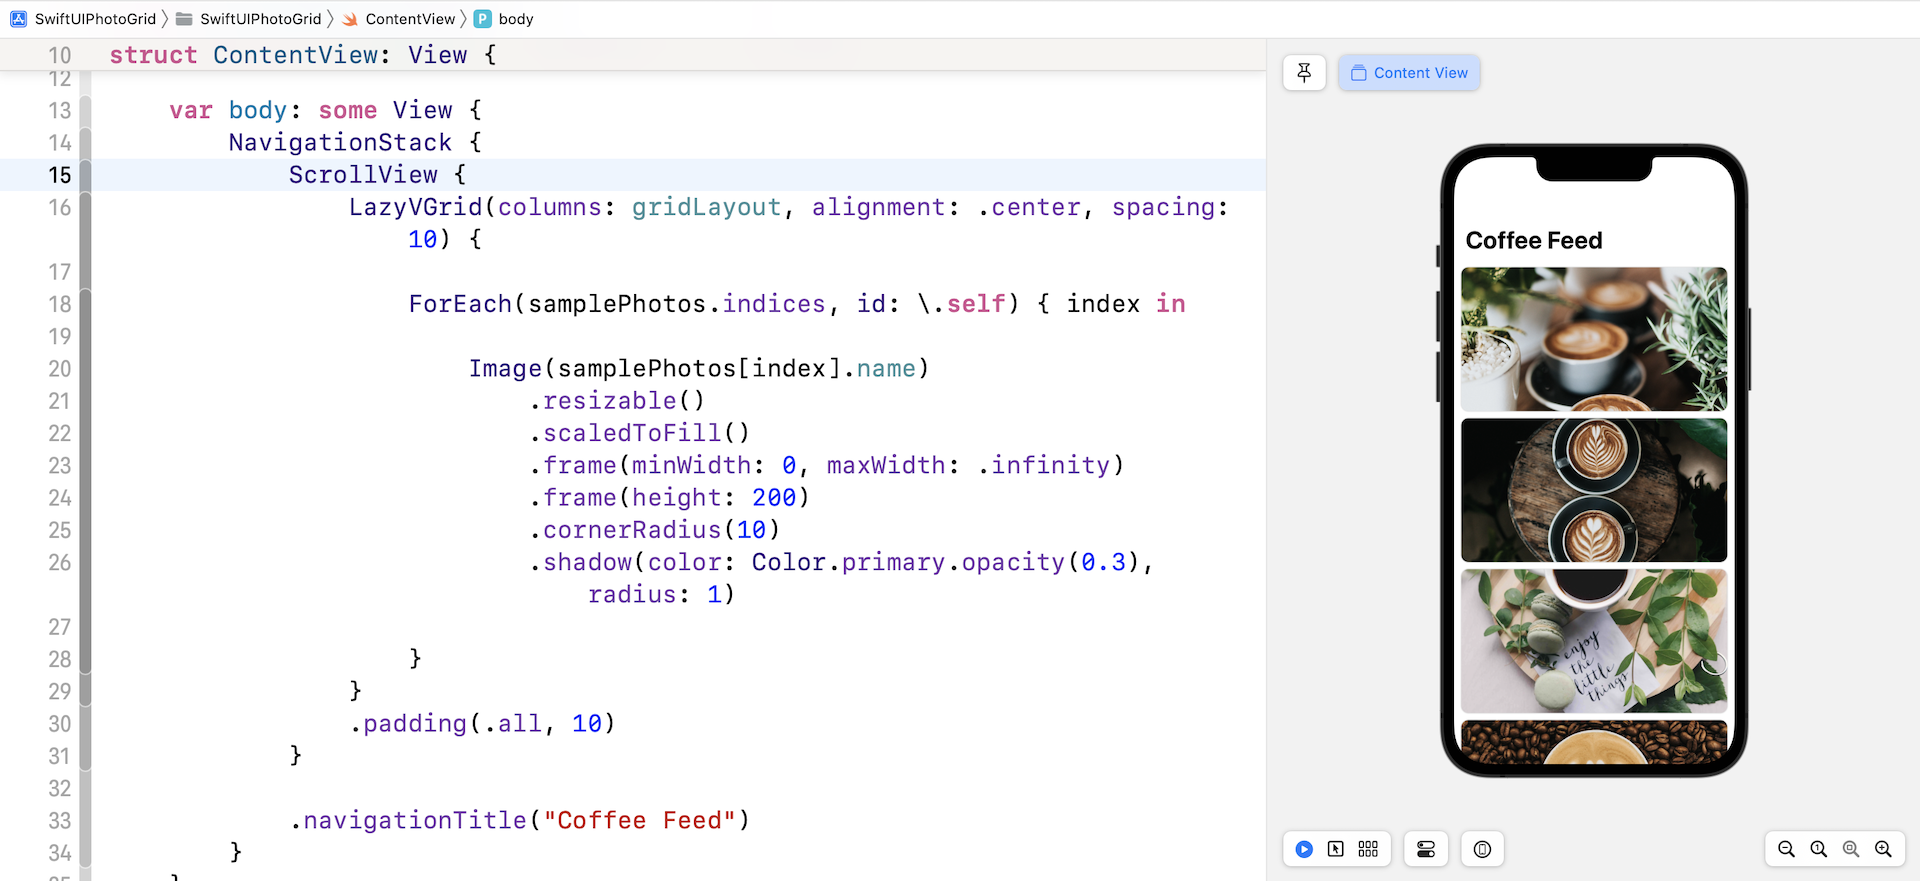 SwiftUIPhotoGrid SwiftUIPhotoGrid ContentView P body
10 struct ContentView: View {
12
13 var body: some View {
14 NavigationStack {
15 ScrollView {
16 LazyVGrid(columns: gridLayout, alignment: .center, spacing:
10) {
17
18 ForEach(samplePhotos.indices, id: \.self) { index in
19
20 Image(samplePhotos[index].name)
21 .resizable()
22 .scaledToFill()
23 .frame(minWidth: 0, maxWidth: .infinity)
24 .frame(height: 200)
25 .cornerRadius(10)
26 .shadow(color: Color.primary.opacity(0.3),
radius: 1)
27
28 }
29 }
30 .padding(.all, 10)
31 }
32
33 .navigationTitle("Coffee Feed")
34 }
}
Content View
Coffee Feed
enjoy
the
little
things